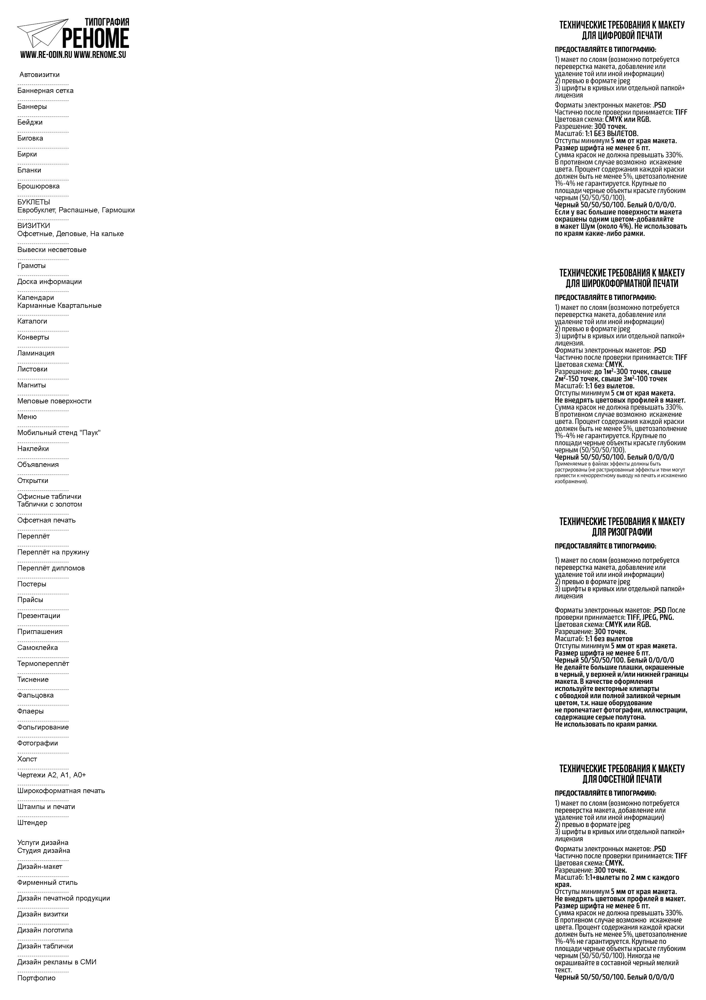 ТИПОГРАФИЯ
РЕНОМЕ
WWW.RE-ODIN.RU WWW.RENOME.SU
Автовизитки
..........................
Баннерная сетка
..........................
Баннеры
..........................
Бейджи
..........................
Биговка
..........................
Бирки
..........................
Бланки
..........................
Брошюровка
..........................
БУКЛЕТЫ
Евробуклет, Распашные, Гармошки
..........................
ВИЗИТКИ
Офсетные, Деловые, На кальке
..........................
Вывески несветовые
..........................
Грамоты
..........................
Доска информации
..........................
Календари
Карманные Квартальные
..........................
Каталоги
..........................
Конверты
..........................
Ламинация
..........................
Листовки
..........................
Магниты
..........................
Меловые поверхности
..........................
Меню
..........................
Мобильный стенд "Паук"
..........................
Наклейки
..........................
Объявления
..........................
Открытки
..........................
Офисные таблички
Таблички с золотом
..........................
Офсетная печать
..........................
Переплёт
..........................
Переплёт на пружину
..........................
Переплёт дипломов
..........................
Постеры
..........................
Прайсы
..........................
Презентации
..........................
Приглашения
..........................
Самоклейка
..........................
Термопереплёт
..........................
Тиснение
..........................
Фальцовка
..........................
Флаеры
..........................
Фольгирование
..........................
Фотографии
..........................
Холст
..........................
Чертежи А2, А1, А0+
..........................
Широкоформатная печать
..........................
Штампы и печати
..........................
Штендер
Услуги дизайна
Студия дизайна
..........................
Дизайн-макет
..........................
Фирменный стиль
..........................
Дизайн печатной продукции
..........................
Дизайн визитки
..........................
Дизайн логотипа
..........................
Дизайн таблички
..........................
Дизайн рекламы в СМИ
..........................
Портфолио
ТЕХНИЧЕСКИЕ ТРЕБОВАНИЯ К МАКЕТУ
ДЛЯ ЦИФРОВОЙ ПЕЧАТИ
ПРЕДОСТАВЛЯЙТЕ В ТИПОГРАФИЮ:
1) макет по слоям (возможно потребуется
переверстка макета, добавление или
удаление той или иной информации)
2) превью в формате jpeg
3) шрифты в кривых или отдельной папкой+
лицензия
Форматы электронных макетов: .PSD
Частично после проверки принимается: TIFF
Цветовая схема: CMYK или RGB.
Разрешение: 300 точек.
Масштаб: 1:1 БЕЗ ВЫЛЕТОВ.
Отступы минимум 5 мм от края макета.
Размер шрифта не менее 6 пт.
Сумма красок не должна превышать 330%.
В противном случае возможно  искажение
цвета. Процент содержания каждой краски
должен быть не менее 5%, цветозаполнение
1%-4% не гарантируется. Крупные по
площади черные объекты красьте глубоким
черным (50/50/50/100).
Черный 50/50/50/100. Белый 0/0/0/0.
Если у вас большие поверхности макета
окрашены одним цветом-добавляйте
в макет Шум (около 4%). Не использовать
по краям какие-либо рамки.
ТЕХНИЧЕСКИЕ ТРЕБОВАНИЯ К МАКЕТУ
ДЛЯ ШИРОКОФОРМАТНОЙ ПЕЧАТИ
ПРЕДОСТАВЛЯЙТЕ В ТИПОГРАФИЮ:
1) макет по слоям (возможно потребуется
переверстка макета, добавление или
удаление той или иной информации)
2) превью в формате jpeg
3) шрифты в кривых или отдельной папкой+
лицензия.
Форматы электронных макетов: .PSD
Частично после проверки принимается: TIFF
Цветовая схема: CMYK.
Разрешение: до 1м²-300 точек, свыше
2м²-150 точек, свыше 3м²-100 точек
Масштаб: 1:1 без вылетов.
Отступы минимум 5 см от края макета.
Не внедрять цветовых профилей в макет.
Сумма красок не должна превышать 330%.
В противном случае возможно  искажение
цвета. Процент содержания каждой краски
должен быть не менее 5%, цветозаполнение
1%-4% не гарантируется. Крупные по
площади черные объекты красьте глубоким
черным (50/50/50/100).
Черный 50/50/50/100. Белый 0/0/0/0
Применяемые в файлах эффекты должны быть
растрированы (не растрированные эффекты и тени могут
привести к некорректному выводу на печать и искажению
изображения).
ТЕХНИЧЕСКИЕ ТРЕБОВАНИЯ К МАКЕТУ
ДЛЯ РИЗОГРАФИИ
ПРЕДОСТАВЛЯЙТЕ В ТИПОГРАФИЮ:
1) макет по слоям (возможно потребуется
переверстка макета, добавление или
удаление той или иной информации)
2) превью в формате jpeg
3) шрифты в кривых или отдельной папкой+
лицензия
Форматы электронных макетов: .PSD После
проверки принимается: TIFF, JPEG, PNG.
Цветовая схема: CMYK или RGB.
Разрешение: 300 точек.
Масштаб: 1:1 без вылетов
Отступы минимум 5 мм от края макета.
Размер шрифта не менее 6 пт.
Черный 50/50/50/100. Белый 0/0/0/0
Не делайте большие плашки, окрашенные
в черный, у верхней и/или нижней границы
макета. В качестве оформления
используйте векторные клипарты
с обводкой или полной заливкой черным
цветом, т.к. наше оборудование
не пропечатает фотографии, иллюстрации,
содержащие серые полутона.
Не использовать по краям рамки.
ТЕХНИЧЕСКИЕ ТРЕБОВАНИЯ К МАКЕТУ
ДЛЯ ОФСЕТНОЙ ПЕЧАТИ
ПРЕДОСТАВЛЯЙТЕ В ТИПОГРАФИЮ:
1) макет по слоям (возможно потребуется
переверстка макета, добавление или
удаление той или иной информации)
2) превью в формате jpeg
3) шрифты в кривых или отдельной папкой+
лицензия
Форматы электронных макетов: .PSD
Частично после проверки принимается: TIFF
Цветовая схема: CMYK.
Разрешение: 300 точек.
Масштаб: 1:1+вылеты по 2 мм с каждого
края.
Отступы минимум 5 мм от края макета.
Не внедрять цветовых профилей в макет.
Размер шрифта не менее 6 пт.
Сумма красок не должна превышать 330%.
В противном случае возможно  искажение
цвета. Процент содержания каждой краски
должен быть не менее 5%, цветозаполнение
1%-4% не гарантируется. Крупные по
площади черные объекты красьте глубоким
черным (50/50/50/100). Никогда не
окрашивайте в составной черный мелкий
текст.
Черный 50/50/50/100. Белый 0/0/0/0